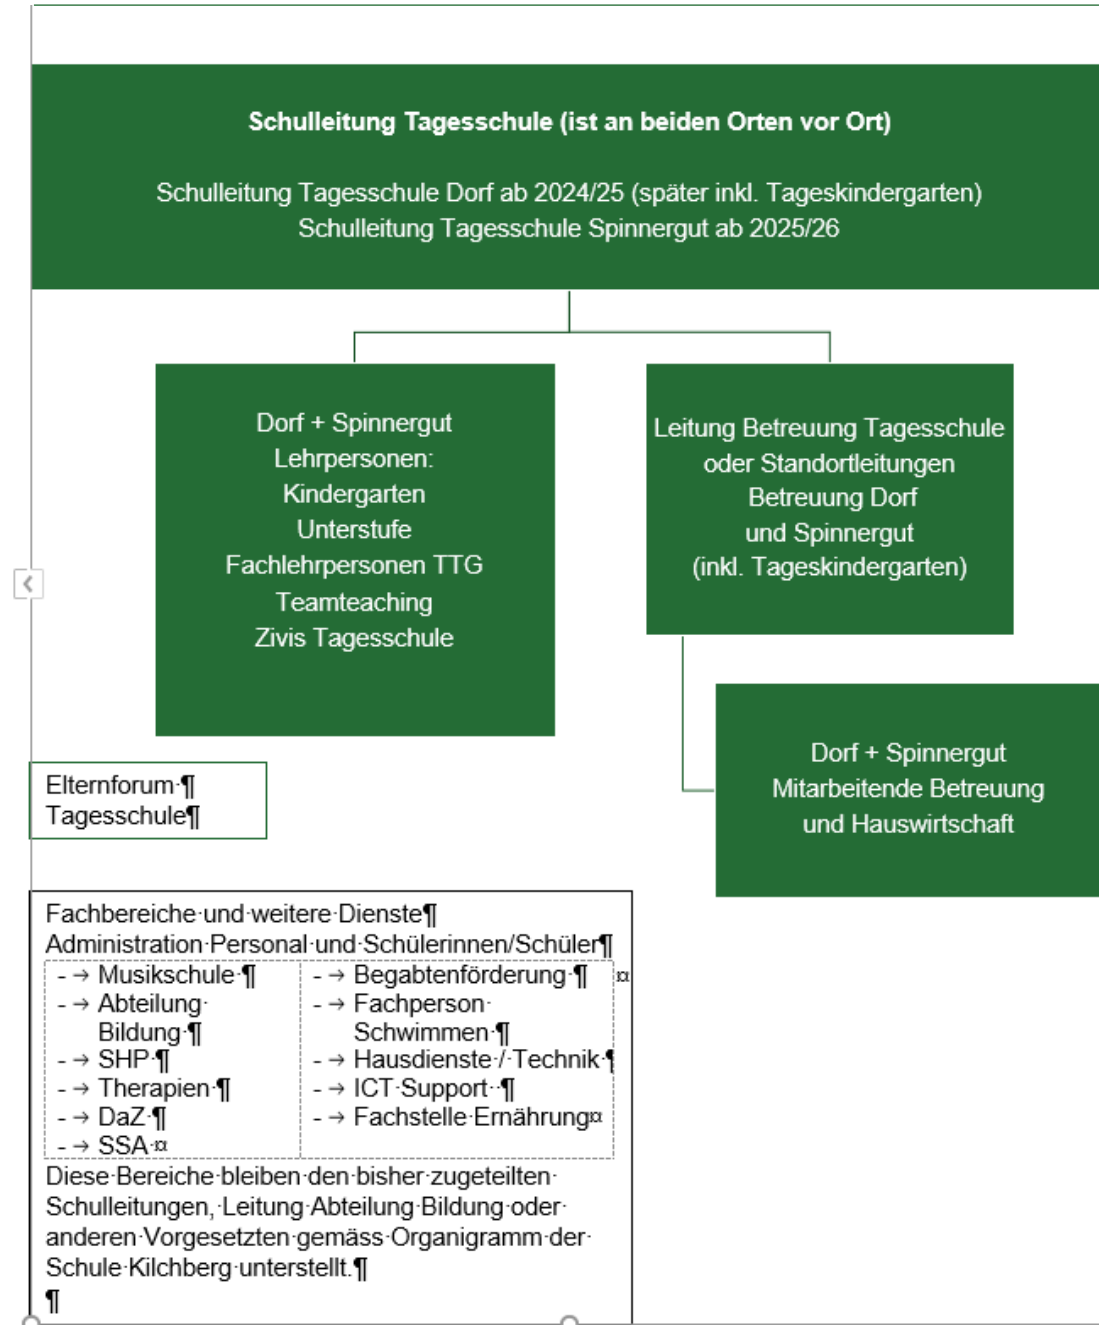 Schulleitung Tagesschule (ist an beiden Orten vor Ort)
Schulleitung Tagesschule Dorf ab 2024/25 (später inkl. Tageskindergarten)
Schulleitung Tagesschule Spinnergut ab 2025/26
Dorf + Spinnergut
Lehrpersonen:
Kindergarten
Unterstufe
Fachlehrpersonen TTG
Teamteaching
Zivis Tagesschule
Leitung Betreuung Tagesschule
oder Standortleitungen
Betreuung Dorf
und Spinnergut
(inkl. Tageskindergarten)
Dorf + Spinnergut
Mitarbeitende Betreuung
und Hauswirtschaft
Elternforum·¶
Tagesschule¶
Fachbereiche·und·weitere·Dienste¶
Administration·Personal·und·Schülerinnen/Schüler¶
-→Musikschule·¶
-→Abteilung·
Bildung·¶
-→SHP·¶
-→Therapien·¶
-→DaZ·¶
-→SSA·¤
-→Begabtenförderung·¶¤
-→Fachperson·
Schwimmen·¶
-→Hausdienste·/·Technik·¶
-→ICT·Support··¶
-→Fachstelle·Ernährung¤
Diese·Bereiche·bleiben·den·bisher·zugeteilten·
Schulleitungen,·Leitung·Abteilung·Bildung·oder·
anderen·Vorgesetzten·gemäss·Organigramm·der·
Schule·Kilchberg·unterstellt.¶
¶